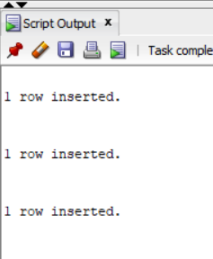 Script Output x
Task comple
1 row inserted.
1 row inserted.
1 row inserted.